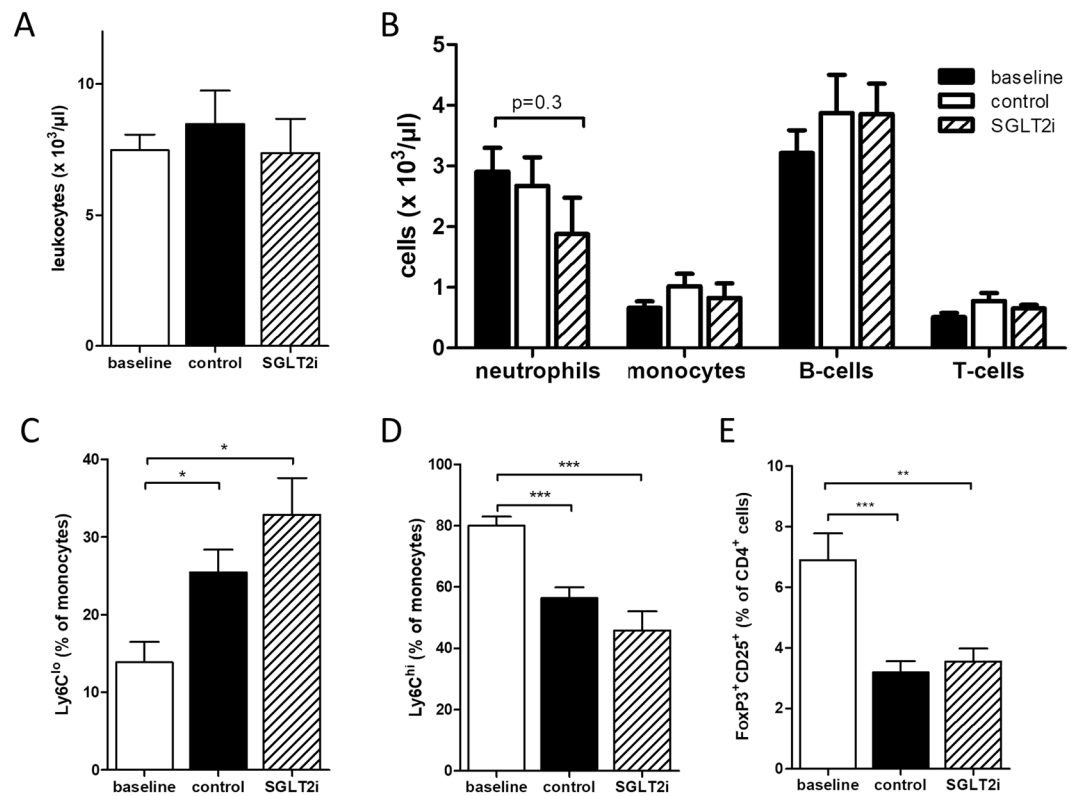 A
leukocytes (x 10³/µl)
10
5
0
baseline control SGLT2i
B
cells (x 10³/µl)
5
4
3
2
1
0
p=0.3
baseline
control
SGLT2i
neutrophils monocytes B-cells T-cells
C
Ly6Cˡᵒ (% of monocytes)
40
30
20
10
0
*
*
baseline control SGLT2i
D
Ly6Cʰⁱ (% of monocytes)
100
80
60
40
20
0
***
***
baseline control SGLT2i
E
FoxP3⁺CD25⁺ (% of CD4⁺ cells)
10
8
6
4
2
0
**
***
baseline control SGLT2i